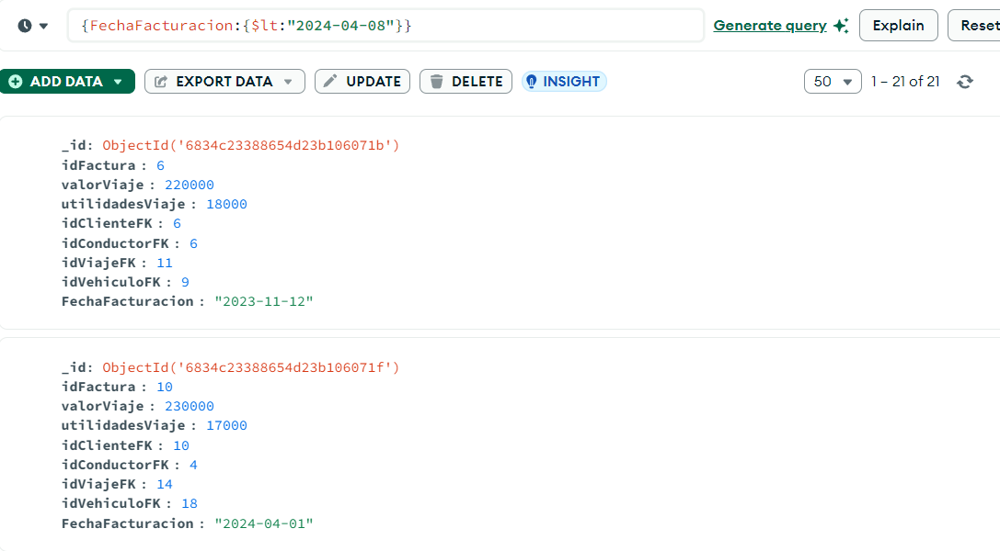 {FechaFacturacion:{$lt:"2024-04-08"}}
Generate query
Explain
Reset
ADD DATA
EXPORT DATA
UPDATE
DELETE
INSIGHT
50
1 – 21 of 21
_id: ObjectId('6834c23388654d23b106071b')
idFactura : 6
valorViaje : 220000
utilidadesViaje : 18000
idClienteFK : 6
idConductorFK : 6
idViajeFK : 11
idVehiculoFK : 9
FechaFacturacion : "2023-11-12"
_id: ObjectId('6834c23388654d23b106071f')
idFactura : 10
valorViaje : 230000
utilidadesViaje : 17000
idClienteFK : 10
idConductorFK : 4
idViajeFK : 14
idVehiculoFK : 18
FechaFacturacion : "2024-04-01"